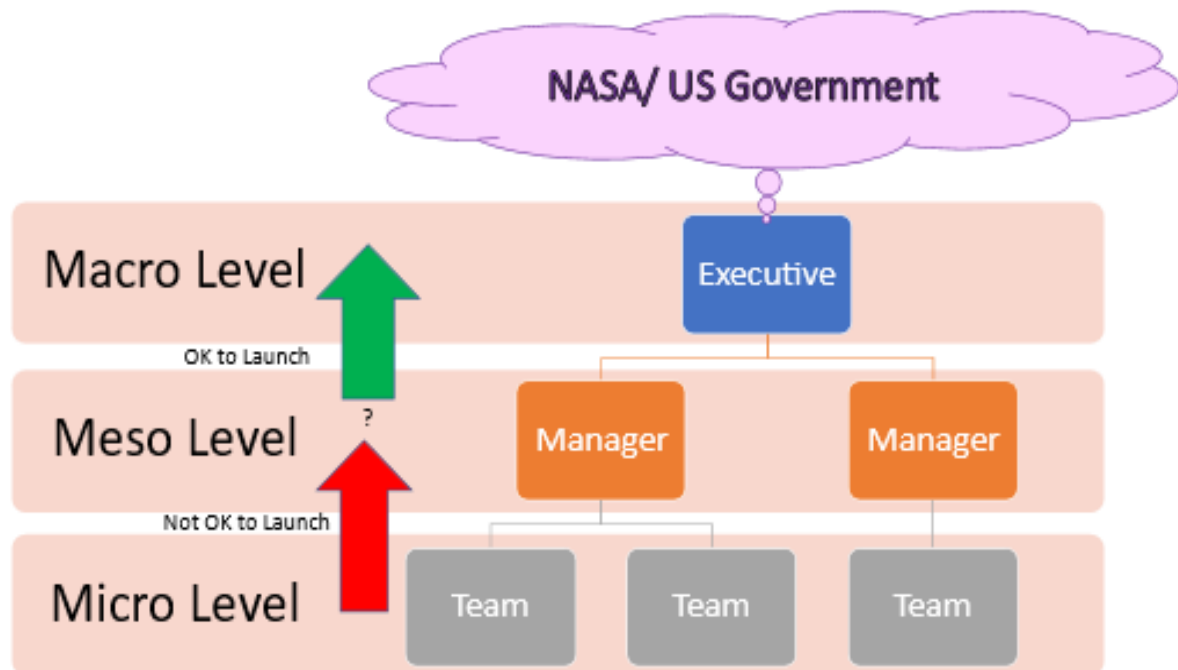 NASA/ US Government
Macro Level
Executive
OK to Launch
Meso Level
?
Manager
Manager
Not OK to Launch
Micro Level
Team
Team
Team